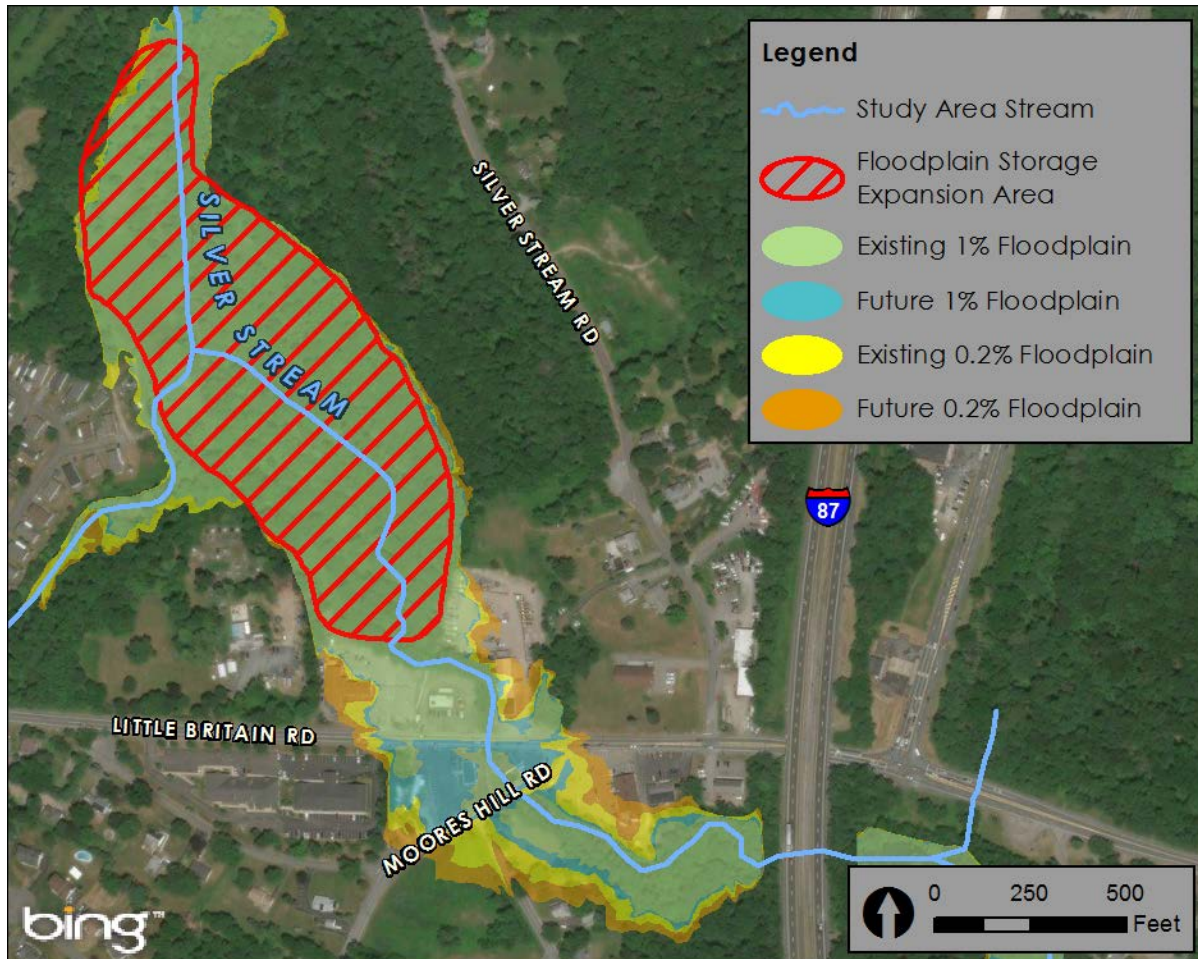 Legend
Study Area Stream
Floodplain Storage
Expansion Area
Existing 1% Floodplain
Future 1% Floodplain
Existing 0.2% Floodplain
Future 0.2% Floodplain
SILVER STREAM
SILVER STREAM RD
87
LITTLE BRITAIN RD
MOORES HILL RD
bing™
0 250 500
Feet